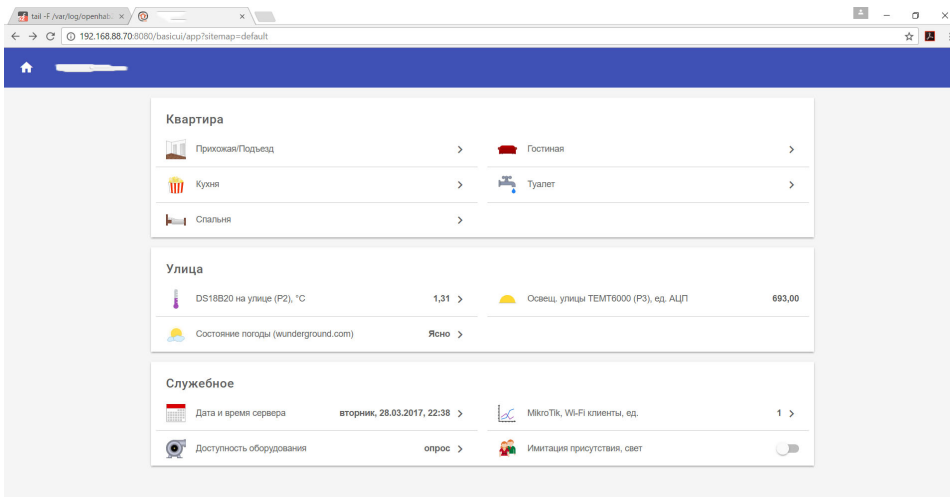 tail -F /var/log/openhab
192.168.88.70:8080/basicui/app?sitemap=default
Квартира
Прихожая/Подъезд
Гостиная
Кухня
Туалет
Спальня
Улица
DS18B20 на улице (P2), °C 1,31
Освещ. улицы TEMT6000 (P3), ед. АЦП 693,00
Состояние погоды (wunderground.com) Ясно
Служебное
Дата и время сервера вторник, 28.03.2017, 22:38
MikroTik, Wi-Fi клиенты, ед. 1
Доступность оборудования опрос
Имитация присутствия, свет